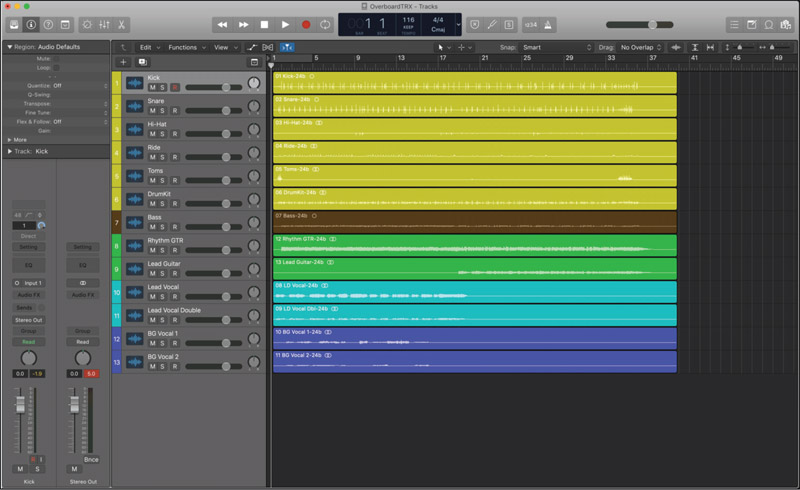 OverboardTRX - Tracks
001 1
116
KEEP
TEMPO
4/4
Cmaj
1234
Region: Audio Defaults
Edit
Functions
View
Snap: Smart
Drag: No Overlap
Mute:
Loop:
Quantize: Off
Q-Swing:
Transpose:
Fine Tune:
Flex & Follow: Off
Gain:
More
Track: Kick
1 5 9 13 17 21 25 29 33 37 41 45 49
1 Kick M S R 01 Kick-24b
2 Snare M S R 02 Snare-24b
3 Hi-Hat M S R 03 Hi-Hat-24b
4 Ride M S R 04 Ride-24b
5 Toms M S R 05 Toms-24b
6 DrumKit M S R 06 DrumKit-24b
7 Bass M S R 07 Bass-24b
8 Rhythm GTR M S R 12 Rhythm GTR-24b
9 Lead Guitar M S R 13 Lead Guitar-24b
10 Lead Vocal M S R 08 LD Vocal-24b
11 Lead Vocal Double M S R 09 LD Vocal Dbl-24b
12 BG Vocal 1 M S R 10 BG Vocal 1-24b
13 BG Vocal 2 M S R 11 BG Vocal 2-24b
48
1
Direct
Setting Setting
EQ EQ
Input 1
Audio FX Audio FX
Sends
Stereo Out
Group Group
Read Read
0.0 -1.9 0.0 5.0
R I
Bnce
M S M
Kick Stereo Out